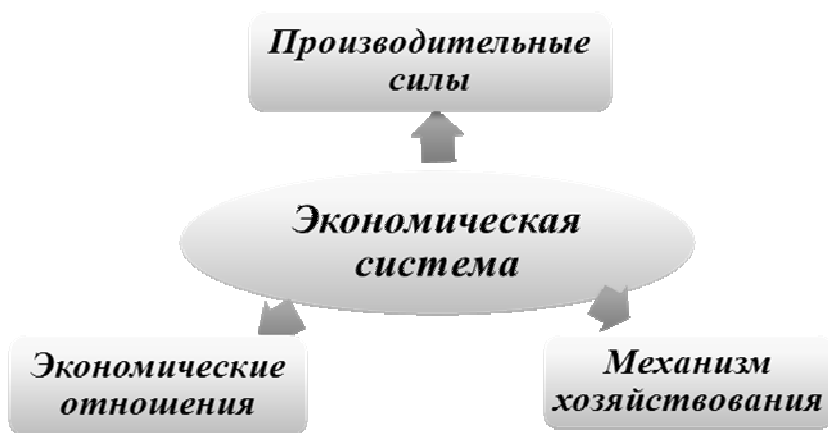 Производительные
силы
Экономическая
система
Экономические
отношения
Механизм
хозяйствования